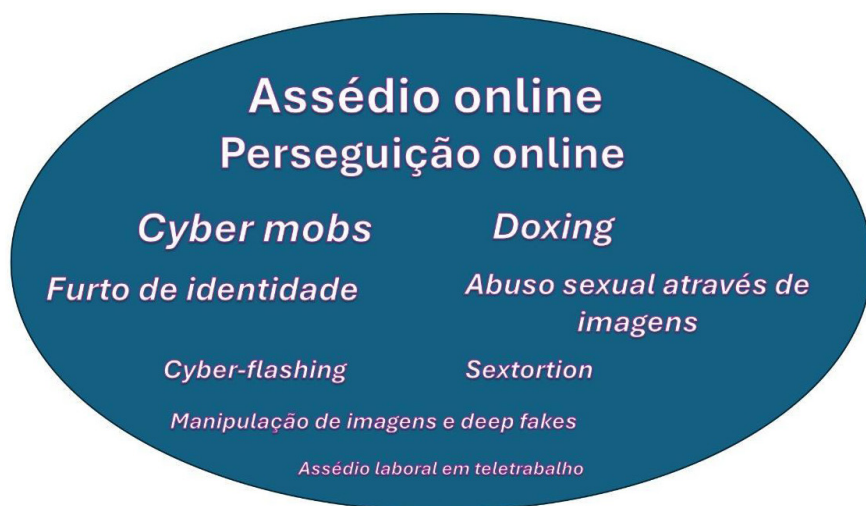 Assédio online
Perseguição online
Cyber mobs
Doxing
Furto de identidade
Abuso sexual através de
imagens
Cyber-flashing
Sextortion
Manipulação de imagens e deep fakes
Assédio laboral em teletrabalho